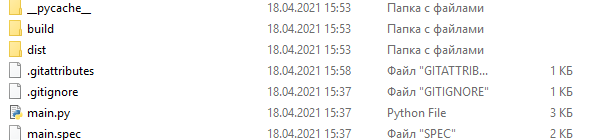 __pycache__ 18.04.2021 15:53 Папка с файлами
build 18.04.2021 15:53 Папка с файлами
dist 18.04.2021 15:53 Папка с файлами
.gitattributes 18.04.2021 15:58 Файл "GITATTRIB... 1 КБ
.gitignore 18.04.2021 15:37 Файл "GITIGNORE" 1 КБ
main.py 18.04.2021 15:37 Python File 3 КБ
main.spec 18.04.2021 15:37 Файл "SPEC" 2 КБ